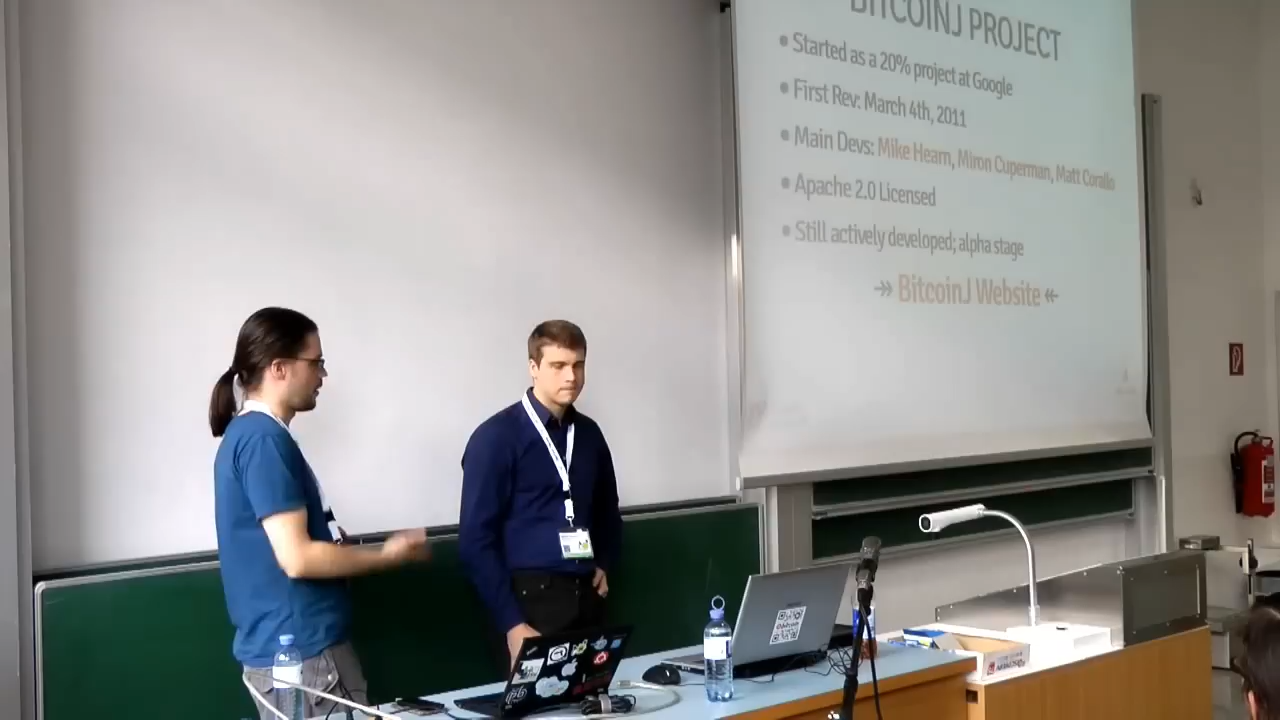 BITCOINJ PROJECT
• Started as a 20% project at Google
• First Rev: March 4th, 2011
• Main Devs: Mike Hearn, Miron Cuperman, Matt Corallo
• Apache 2.0 Licensed
• Still actively developed; alpha stage
↠ BitcoinJ Website ↞